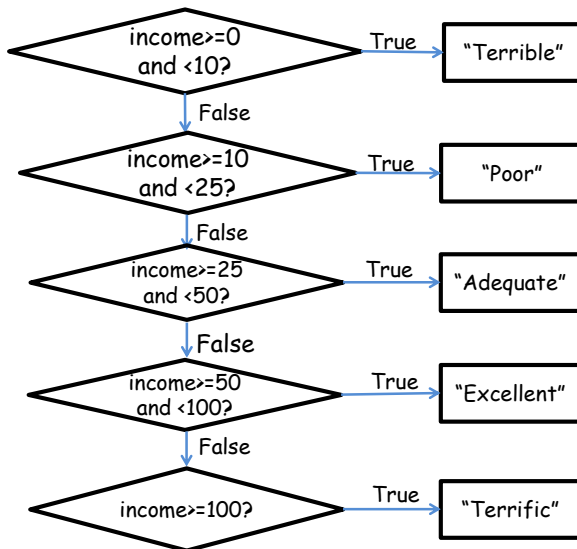 income>=0
and <10?
True
“Terrible”
False
income>=10
and <25?
True
“Poor”
False
income>=25
and <50?
True
“Adequate”
False
income>=50
and <100?
True
“Excellent”
False
income>=100?
True
“Terrific”